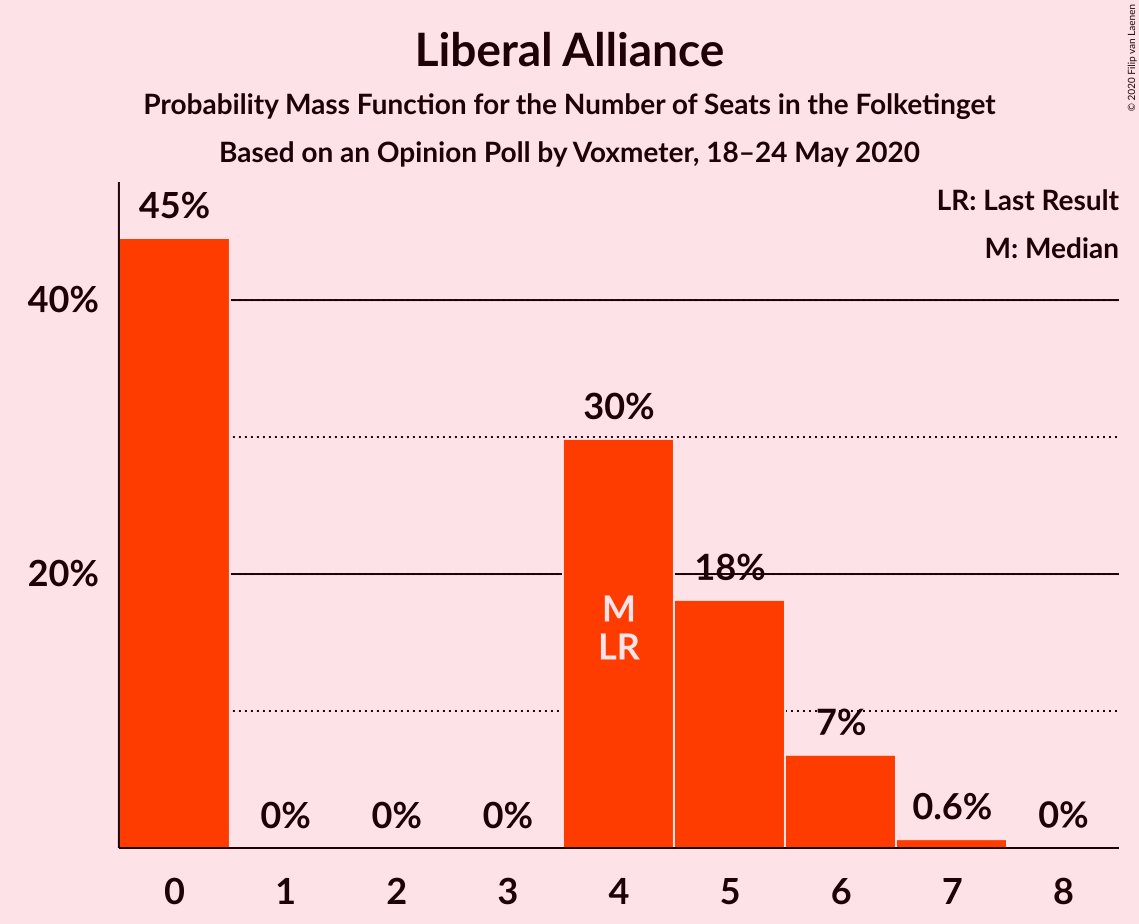 Liberal Alliance
Probability Mass Function for the Number of Seats in the Folketinget
Based on an Opinion Poll by Voxmeter, 18–24 May 2020
© 2020 Filip van Laenen
LR: Last Result
M: Median
45%
40%
30%
20%
18%
M
LR
7%
0%
0%
0%
0.6%
0%
0
1
2
3
4
5
6
7
8